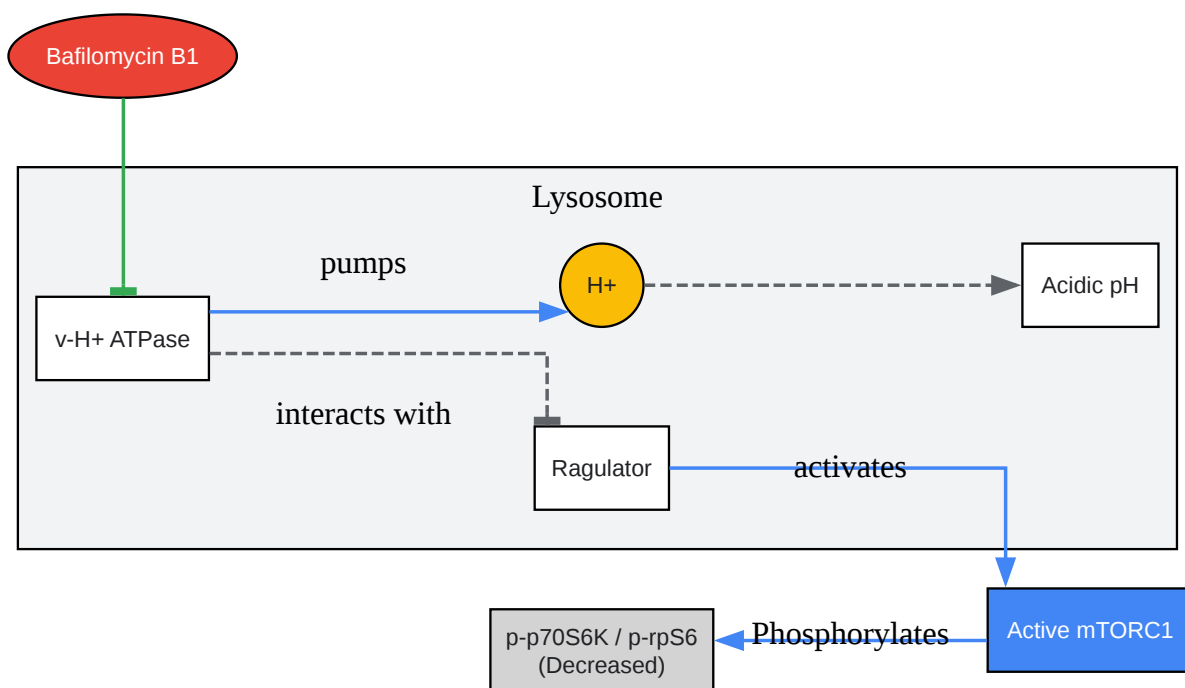 Bafilomycin B1
Lysosome
pumps
H+
Acidic pH
v-H+ ATPase
interacts with
Ragulator
activates
Phosphorylates
Active mTORC1
p-p70S6K / p-rpS6
(Decreased)